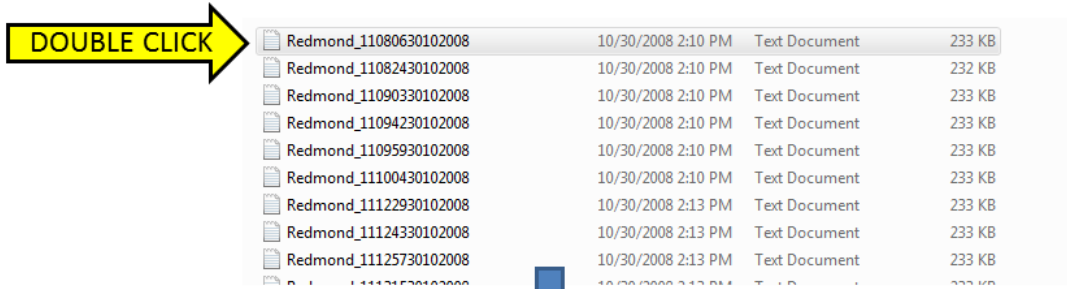 DOUBLE CLICK
Redmond_11080630102008 10/30/2008 2:10 PM Text Document 233 KB
Redmond_11082430102008 10/30/2008 2:10 PM Text Document 232 KB
Redmond_11090330102008 10/30/2008 2:10 PM Text Document 233 KB
Redmond_11094230102008 10/30/2008 2:10 PM Text Document 233 KB
Redmond_11095930102008 10/30/2008 2:10 PM Text Document 233 KB
Redmond_11100430102008 10/30/2008 2:10 PM Text Document 233 KB
Redmond_11122930102008 10/30/2008 2:13 PM Text Document 233 KB
Redmond_11124330102008 10/30/2008 2:13 PM Text Document 233 KB
Redmond_11125730102008 10/30/2008 2:13 PM Text Document 233 KB